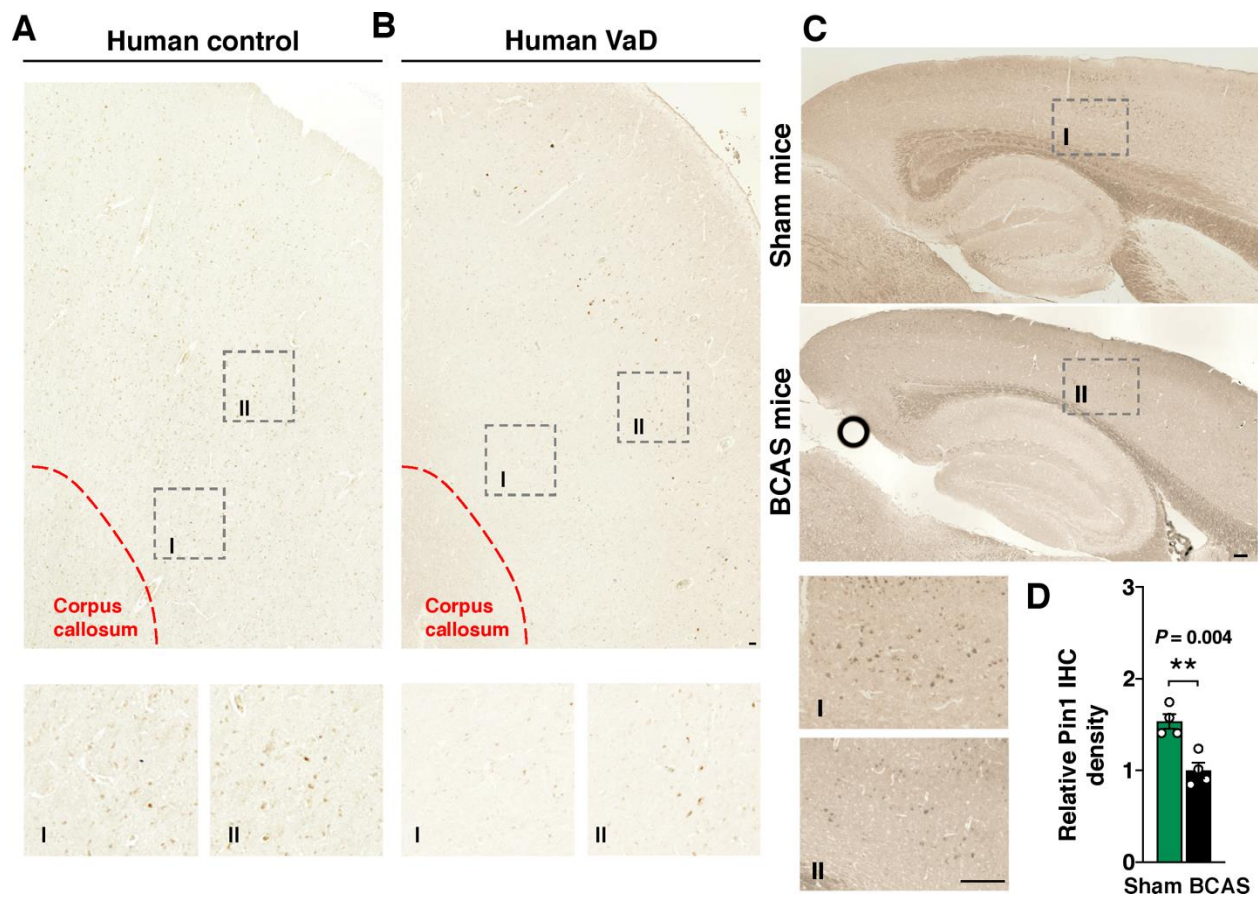 A
Human control
B
Human VaD
C
II
I
Corpus
callosum
II
I
Corpus
callosum
Sham mice
I
BCAS mice
II
I
II
I
II
I
II
D
Relative Pin1 IHC
density
3
2
1
0
P = 0.004
**
Sham BCAS